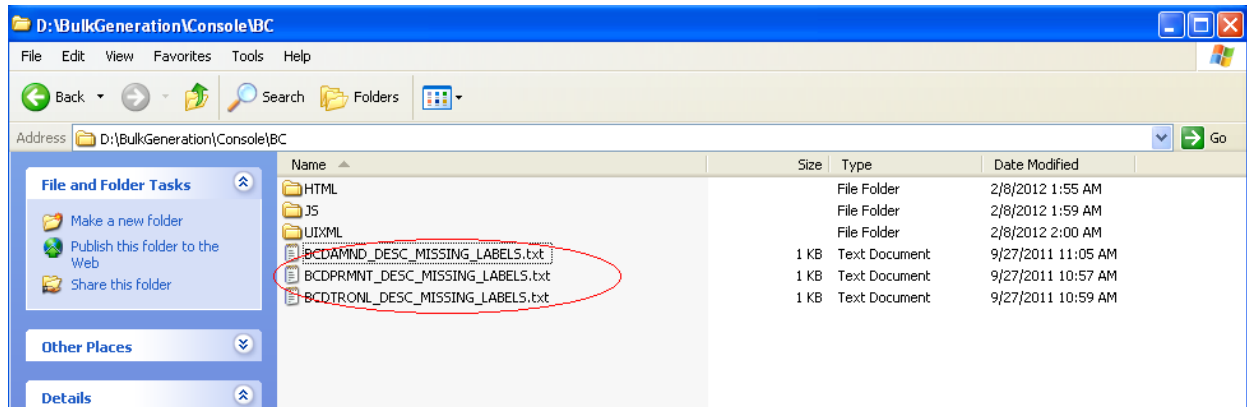 D:\BulkGeneration\Console\BC
File Edit View Favorites Tools Help
Back Search Folders
Address D:\BulkGeneration\Console\BC Go
Name Size Type Date Modified
File and Folder Tasks
Make a new folder
Publish this folder to the
Web
Share this folder
Other Places
Details
HTML File Folder 2/8/2012 1:55 AM
JS File Folder 2/8/2012 1:59 AM
UIXML File Folder 2/8/2012 2:00 AM
BCDAMND_DESC_MISSING_LABELS.txt 1 KB Text Document 9/27/2011 11:05 AM
BCDPRMNT_DESC_MISSING_LABELS.txt 1 KB Text Document 9/27/2011 10:57 AM
BCDTRONL_DESC_MISSING_LABELS.txt 1 KB Text Document 9/27/2011 10:59 AM